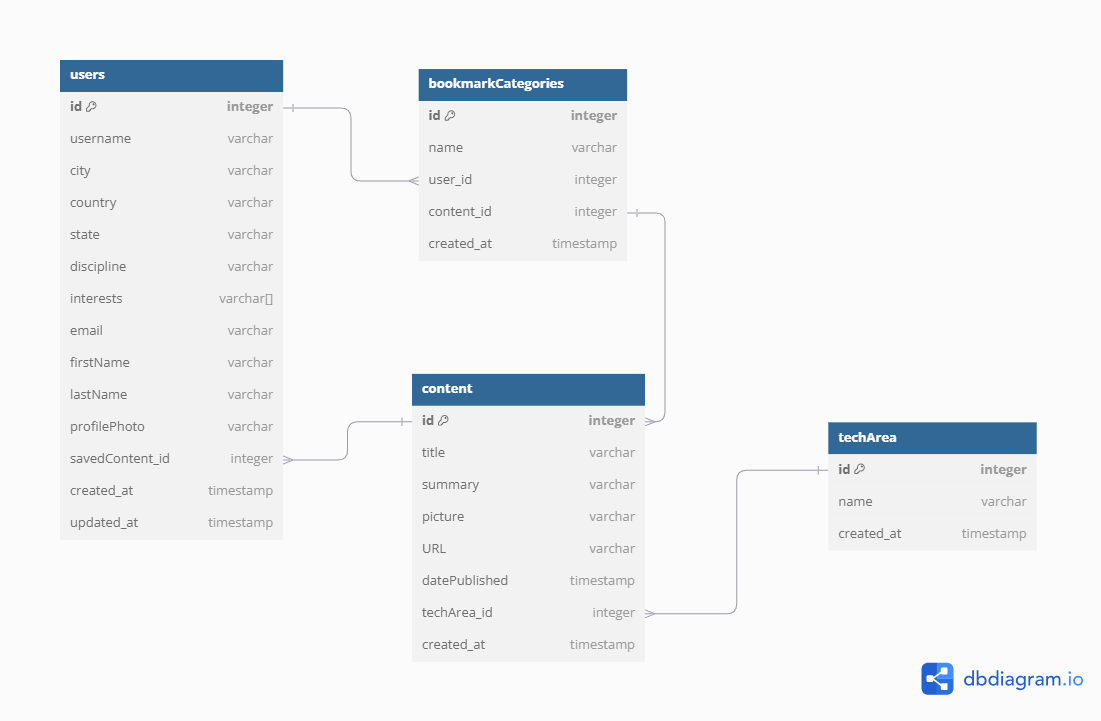 users
id integer
username varchar
city varchar
country varchar
state varchar
discipline varchar
interests varchar[]
email varchar
firstName varchar
lastName varchar
profilePhoto varchar
savedContent_id integer
created_at timestamp
updated_at timestamp
bookmarkCategories
id integer
name varchar
user_id integer
content_id integer
created_at timestamp
content
id integer
title varchar
summary varchar
picture varchar
URL varchar
datePublished timestamp
techArea_id integer
created_at timestamp
techArea
id integer
name varchar
created_at timestamp
dbdiagram.io